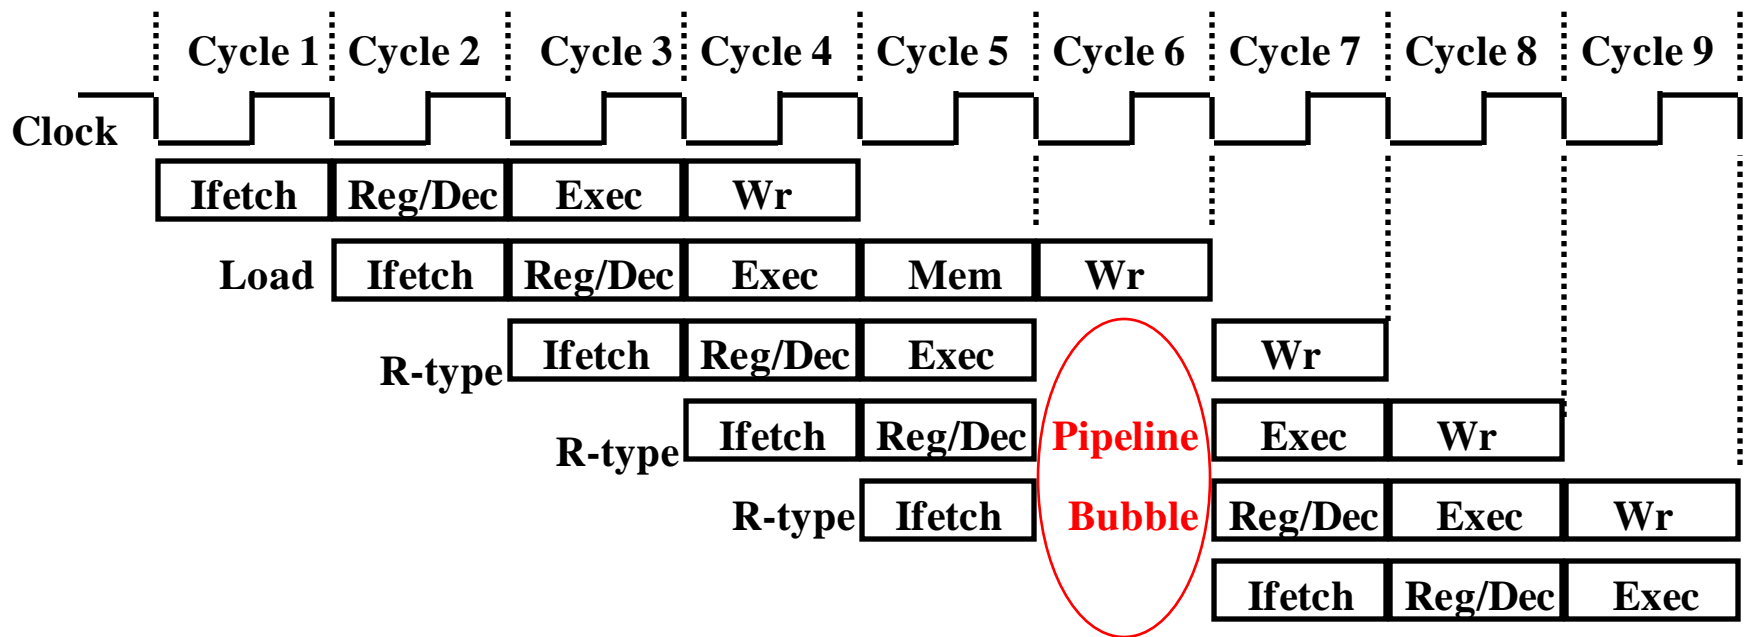 Cycle 1 Cycle 2 Cycle 3 Cycle 4 Cycle 5 Cycle 6 Cycle 7 Cycle 8 Cycle 9
Clock
Ifetch Reg/Dec Exec Wr
Load Ifetch Reg/Dec Exec Mem Wr
R-type Ifetch Reg/Dec Exec Wr
R-type Ifetch Reg/Dec Pipeline Exec Wr
R-type Ifetch Bubble Reg/Dec Exec Wr
Ifetch Reg/Dec Exec